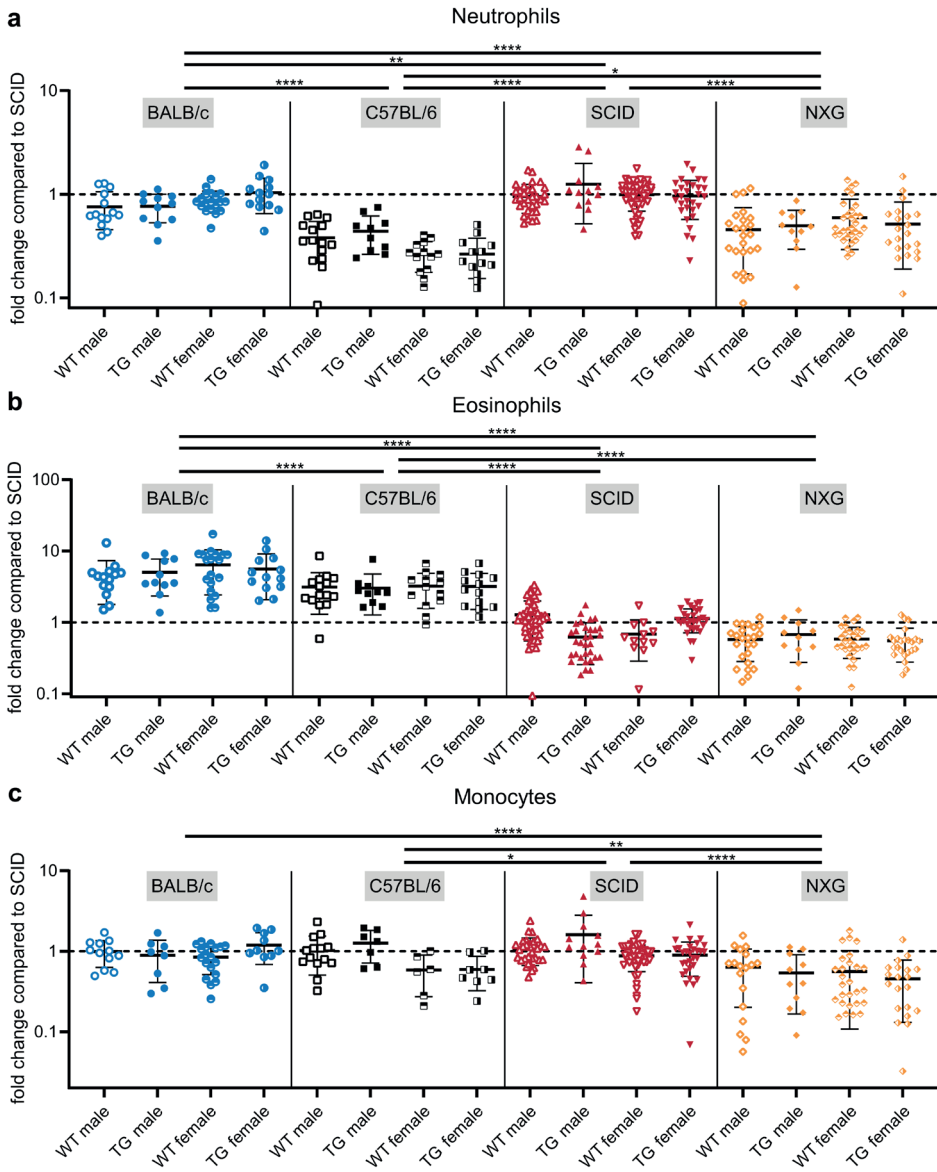 a
Neutrophils
****
**
*
**** **** ****
fold change compared to SCID
10
1
0.1
BALB/c C57BL/6 SCID NXG
WT male TG male WT female TG female WT male TG male WT female TG female WT male TG male WT female TG female WT male TG male WT female TG female
b
Eosinophils
****
****
****
**** ****
fold change compared to SCID
100
10
1
0.1
BALB/c C57BL/6 SCID NXG
WT male TG male WT female TG female WT male TG male WT female TG female WT male TG male WT female TG female WT male TG male WT female TG female
c
Monocytes
****
**
* ****
fold change compared to SCID
10
1
0.1
BALB/c C57BL/6 SCID NXG
WT male TG male WT female TG female WT male TG male WT female TG female WT male TG male WT female TG female WT male TG male WT female TG female